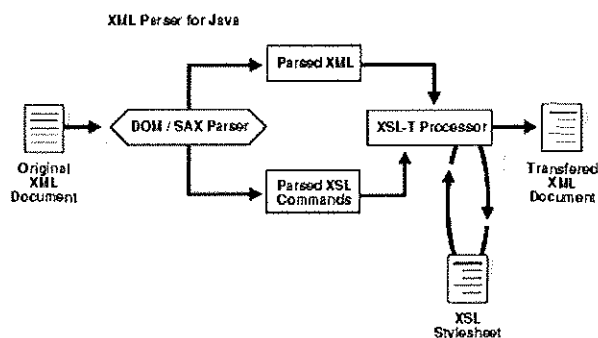 XML Parser for Java
Parsed XML
DOM / SAX Parser
XSL-T Processor
Original
XML
Document
Parsed XSL
Commands
Transfered
XML
Document
XSL
Stylesheet